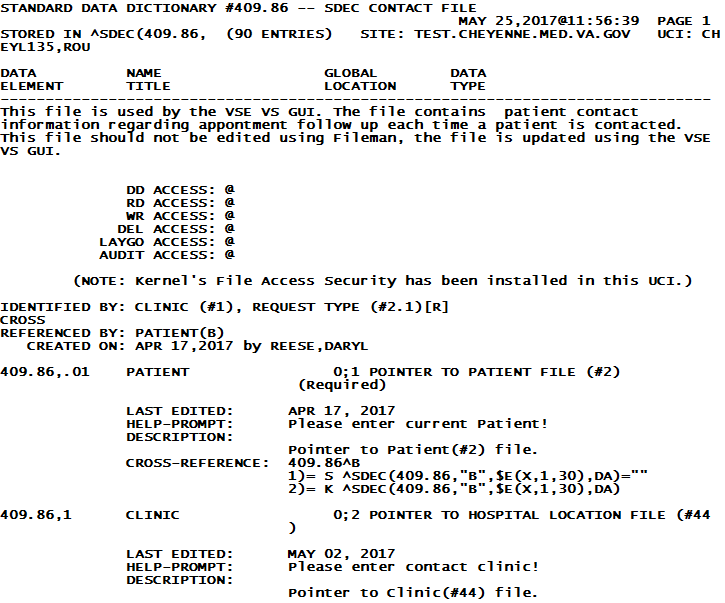 STANDARD DATA DICTIONARY #409.86 -- SDEC CONTACT FILE
MAY 25,2017@11:56:39  PAGE 1
STORED IN ^SDEC(409.86,  (90 ENTRIES)   SITE: TEST.CHEYENNE.MED.VA.GOV   UCI: CH
EYL135,ROU
DATA          NAME                  GLOBAL        DATA
ELEMENT       TITLE                 LOCATION      TYPE
-------------------------------------------------------------------------------
This file is used by the VSE VS GUI. The file contains  patient contact
information regarding appontment follow up each time a patient is contacted.
This file should not be edited using Fileman, the file is updated using the VSE
VS GUI.
DD ACCESS: @
RD ACCESS: @
WR ACCESS: @
DEL ACCESS: @
LAYGO ACCESS: @
AUDIT ACCESS: @
(NOTE: Kernel's File Access Security has been installed in this UCI.)
IDENTIFIED BY: CLINIC (#1), REQUEST TYPE (#2.1)[R]
CROSS
REFERENCED BY: PATIENT(B)
CREATED ON: APR 17,2017 by REESE,DARYL
409.86,.01    PATIENT                0;1 POINTER TO PATIENT FILE (#2)
(Required)
LAST EDITED:      APR 17, 2017
HELP-PROMPT:      Please enter current Patient!
DESCRIPTION:
Pointer to Patient(#2) file.
CROSS-REFERENCE:  409.86^B
1)= S ^SDEC(409.86,"B",$E(X,1,30),DA)=""
2)= K ^SDEC(409.86,"B",$E(X,1,30),DA)
409.86,1      CLINIC                 0;2 POINTER TO HOSPITAL LOCATION FILE (#44
)
LAST EDITED:      MAY 02, 2017
HELP-PROMPT:      Please enter contact clinic!
DESCRIPTION:
Pointer to Clinic(#44) file.